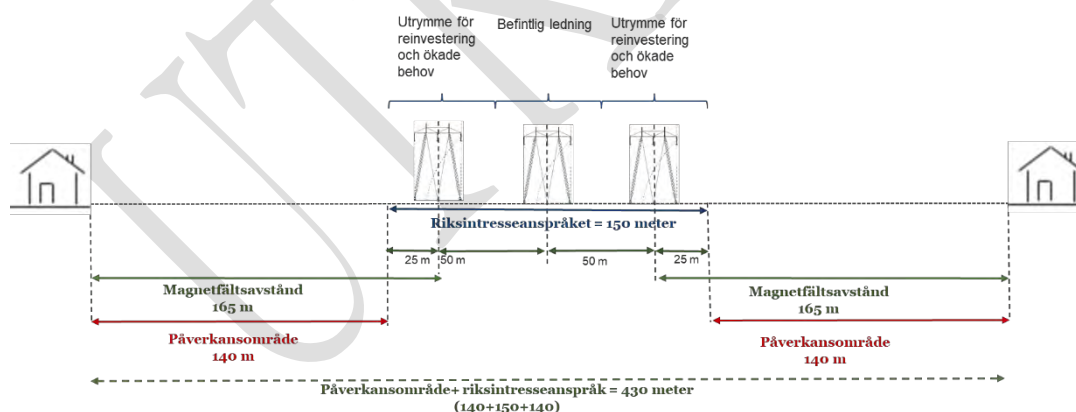 Utrymme för
reinvestering
och ökade
behov
Befintlig ledning
Utrymme för
reinvestering
och ökade
behov
Riksintresseanspråket = 150 meter
25 m
50 m
50 m
25 m
Magnetfältsavstånd
165 m
Magnetfältsavstånd
165 m
Påverkansområde
140 m
Påverkansområde
140 m
Påverkansområde+ riksintresseanspråk = 430 meter
(140+150+140)